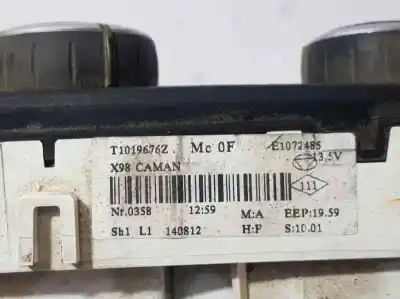 T1019676Z Mc 0F E1072485
X98 CAMAN 13,5V
111
Nr.0358 12:59 M:A EEP:19.59
Sh1 L1 140812 H:F S:10.01